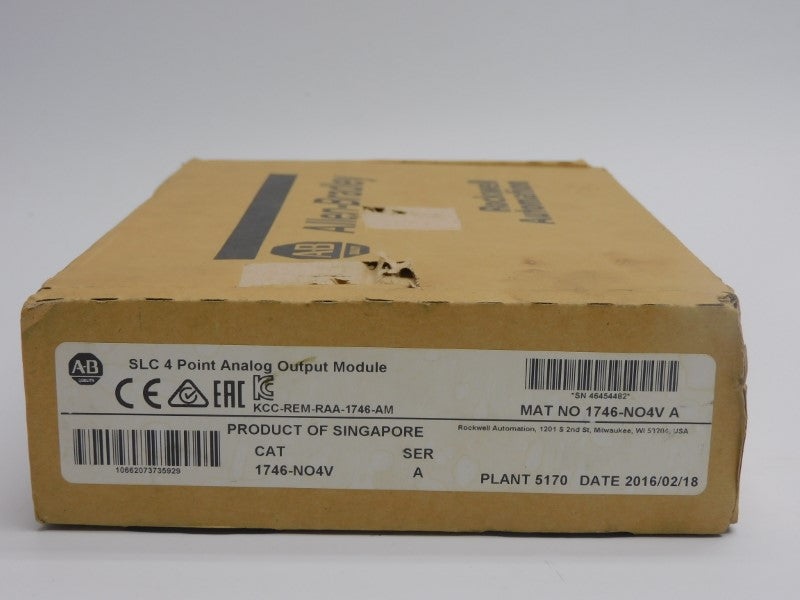 Allen-Bradley
AB
Rockwell
Automation
A-B
QUALITY
SLC 4 Point Analog Output Module
CE EAC
KCC-REM-RAA-1746-AM
*SN 46454482*
MAT NO 1746-NO4V A
Rockwell Automation, 1201 S 2nd St, Milwaukee, WI 53204, USA
PRODUCT OF SINGAPORE
CAT SER
1746-NO4V A
10662073735929
PLANT 5170 DATE 2016/02/18